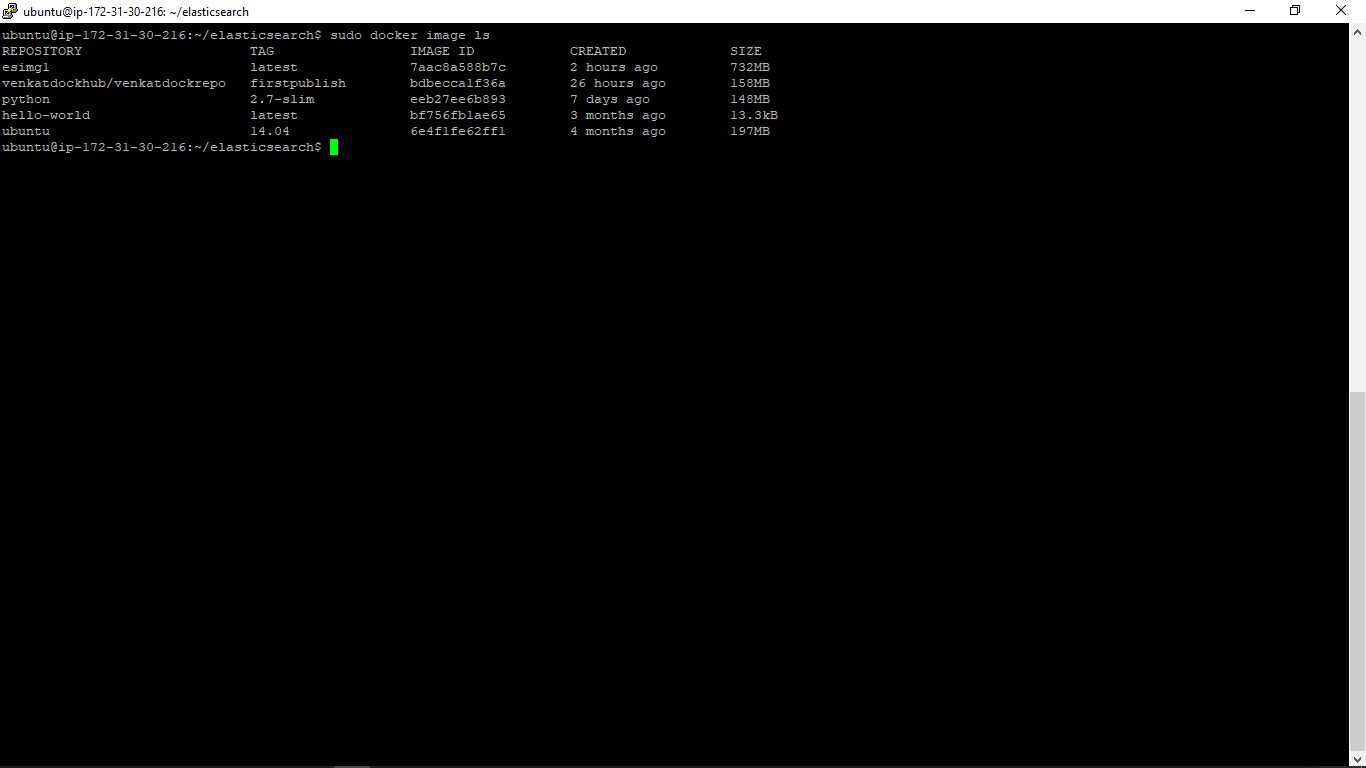 ubuntu@ip-172-31-30-216: ~/elasticsearch
ubuntu@ip-172-31-30-216:~/elasticsearch$ sudo docker image ls
REPOSITORY TAG IMAGE ID CREATED SIZE
esimg1 latest 7aac8a588b7c 2 hours ago 732MB
venkatdockhub/venkatdockrepo firstpublish bdbecca1f36a 26 hours ago 158MB
python 2.7-slim eeb27ee6b893 7 days ago 148MB
hello-world latest bf756fb1ae65 3 months ago 13.3kB
ubuntu 14.04 6e4f1fe62ff1 4 months ago 197MB
ubuntu@ip-172-31-30-216:~/elasticsearch$